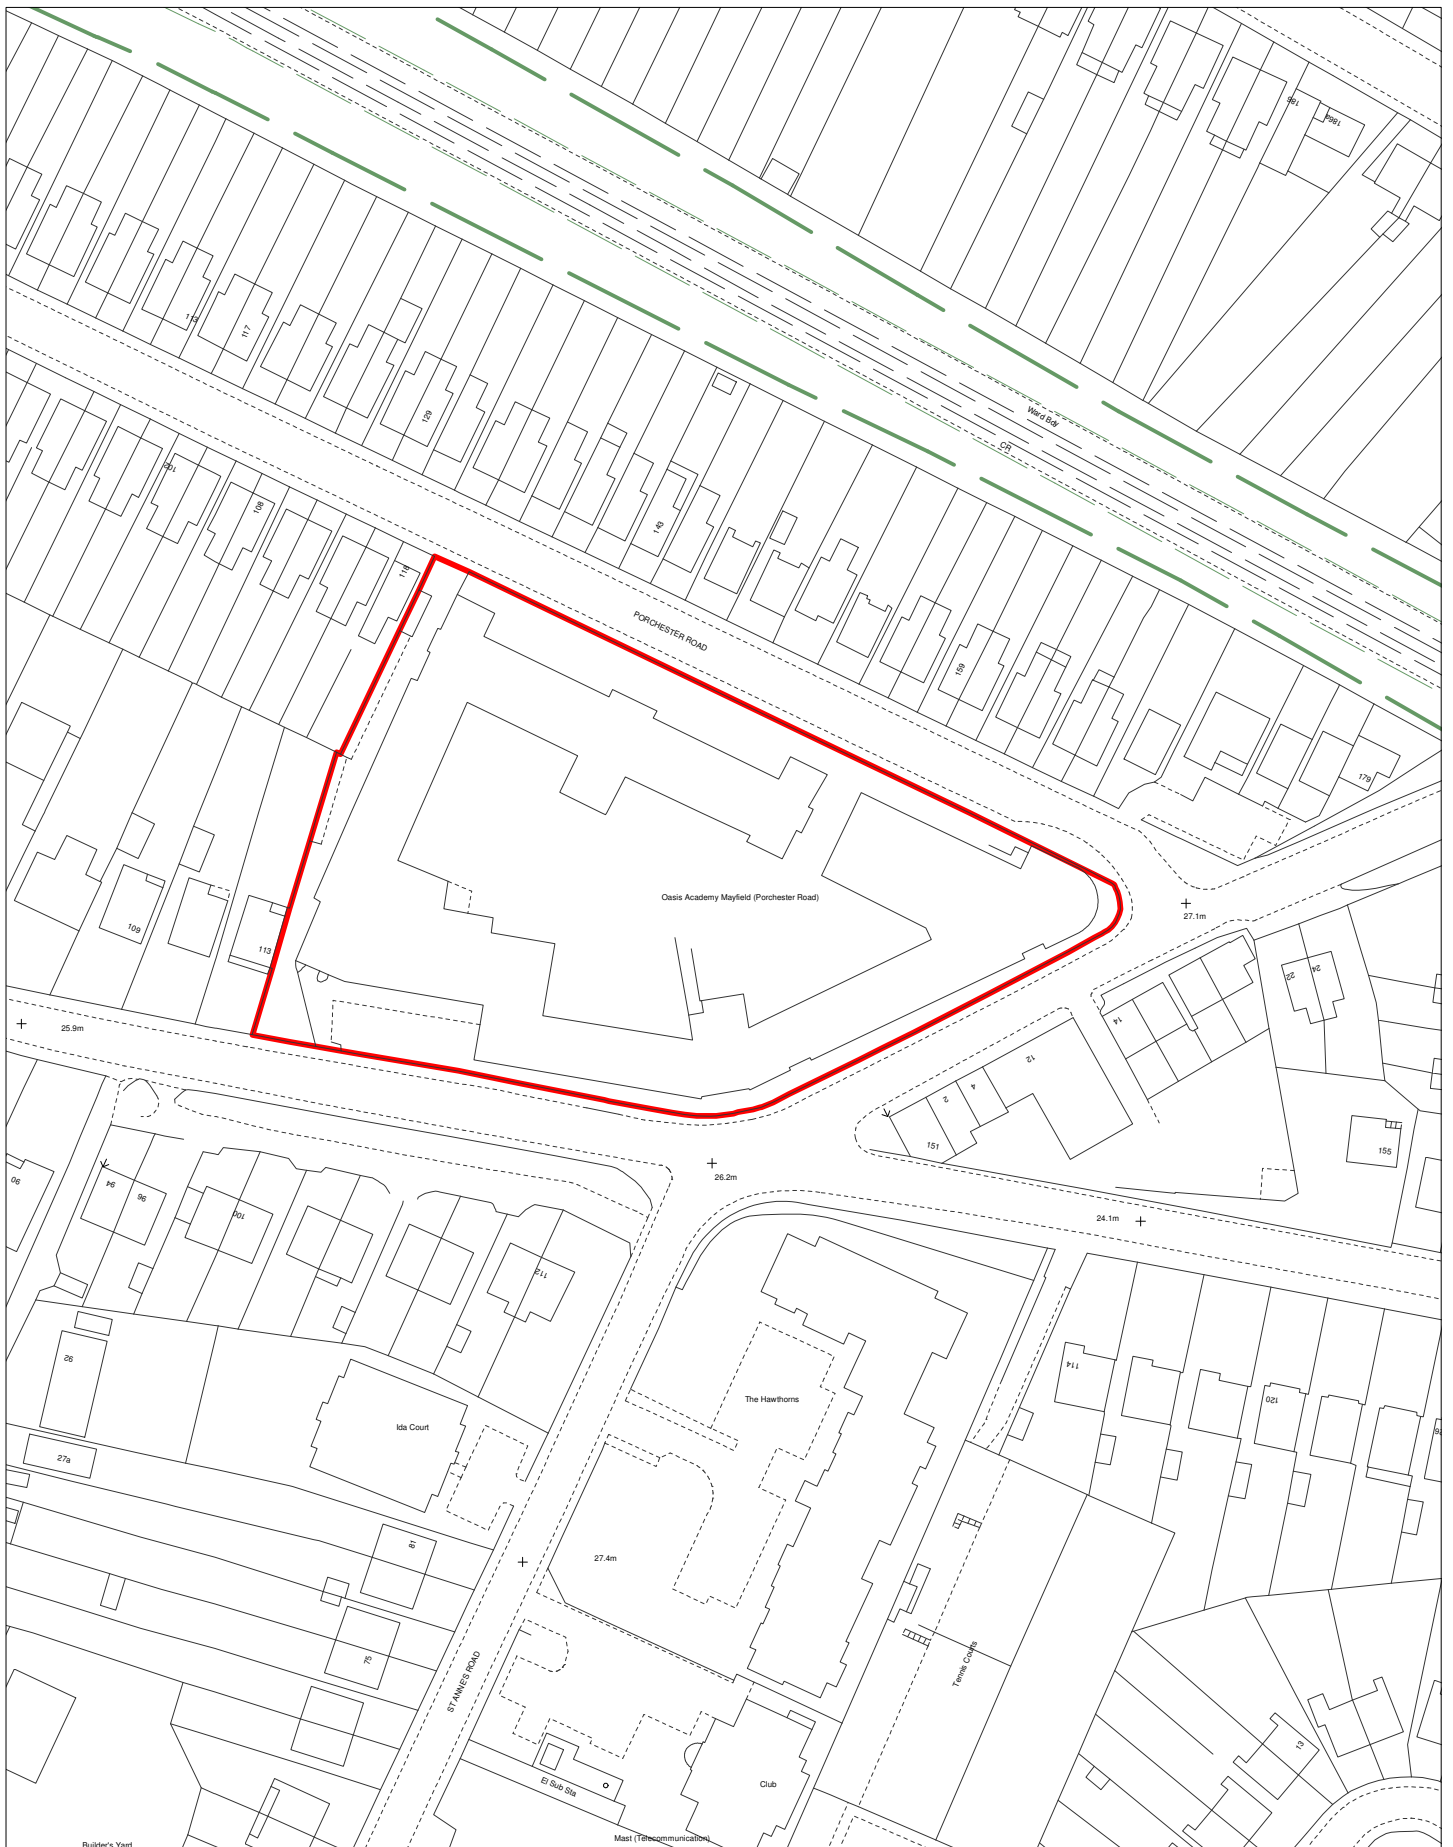 188
186a
113
117
129
Ward Bdy
CR
102
108
143
118
PORCHESTER ROAD
159
179
Oasis Academy Mayfield (Porchester Road)
109
113
27.1m
22
24
25.9m
14
12
4
2
151
155
90
94
96
100
26.2m
24.1m
112
92
114
The Hawthorns
120
Ida Court
27a
81
27.4m
75
ST ANNE'S ROAD
Tennis Courts
13
El Sub Sta
Club
Mast (Telecommunication)
Builder's Yard